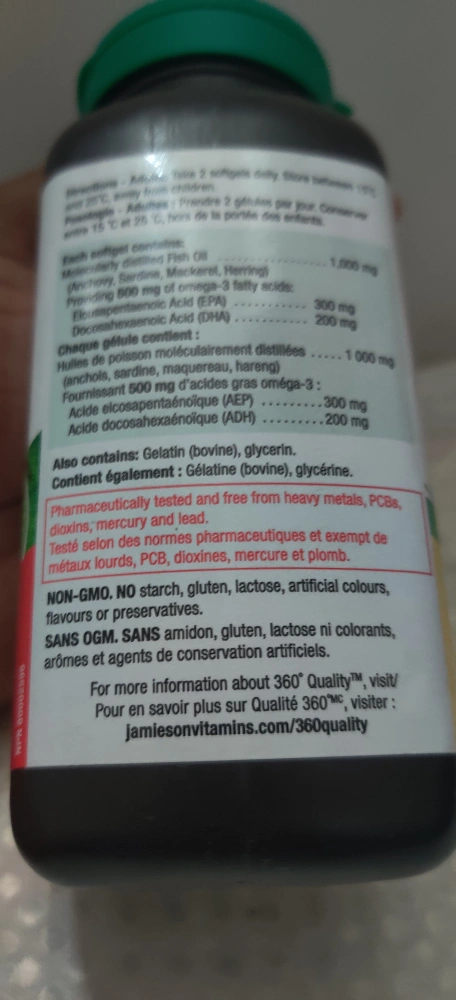 Directions - Adults: Take 2 softgels daily. Store between 15°C
and 25°C, away from children.
Posologie - Adultes : Prendre 2 gélules par jour. Conserver
entre 15 °C et 25 °C, hors de la portée des enfants.
Each softgel contains:
Molecularly distilled Fish Oil .................. 1,000 mg
(Anchovy, Sardine, Mackerel, Herring)
Providing 500 mg of omega-3 fatty acids:
Eicosapentaenoic Acid (EPA) ........... 300 mg
Docosahexaenoic Acid (DHA) ........... 200 mg
Chaque gélule contient :
Huiles de poisson moléculairement distillées ..... 1 000 mg
(anchois, sardine, maquereau, hareng)
Fournissant 500 mg d'acides gras oméga-3 :
Acide eicosapentaénoïque (AEP) .........300 mg
Acide docosahexaénoïque (ADH) .........200 mg
Also contains: Gelatin (bovine), glycerin.
Contient également : Gélatine (bovine), glycérine.
Pharmaceutically tested and free from heavy metals, PCBs,
dioxins, mercury and lead.
Testé selon des normes pharmaceutiques et exempt de
métaux lourds, PCB, dioxines, mercure et plomb.
NON-GMO. NO starch, gluten, lactose, artificial colours,
flavours or preservatives.
SANS OGM. SANS amidon, gluten, lactose ni colorants,
arômes et agents de conservation artificiels.
For more information about 360° Quality™, visit/
Pour en savoir plus sur Qualité 360°ᴹᶜ, visiter :
jamiesonvitamins.com/360quality